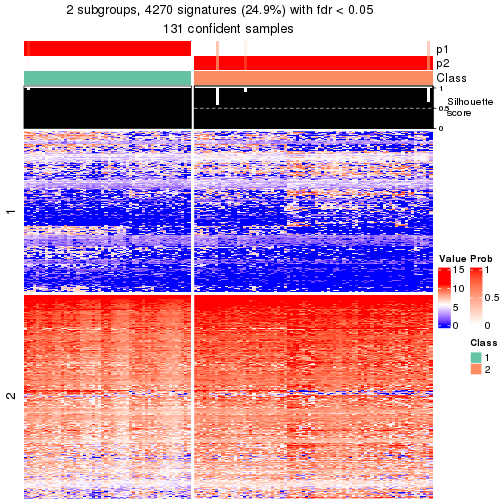 2 subgroups, 4270 signatures (24.9%) with fdr < 0.05
131 confident samples
p1
p2
Class
1
0.5
0
Silhouette
score
1
2
Value
15
10
5
0
Prob
1
0.5
0
Class
1
2